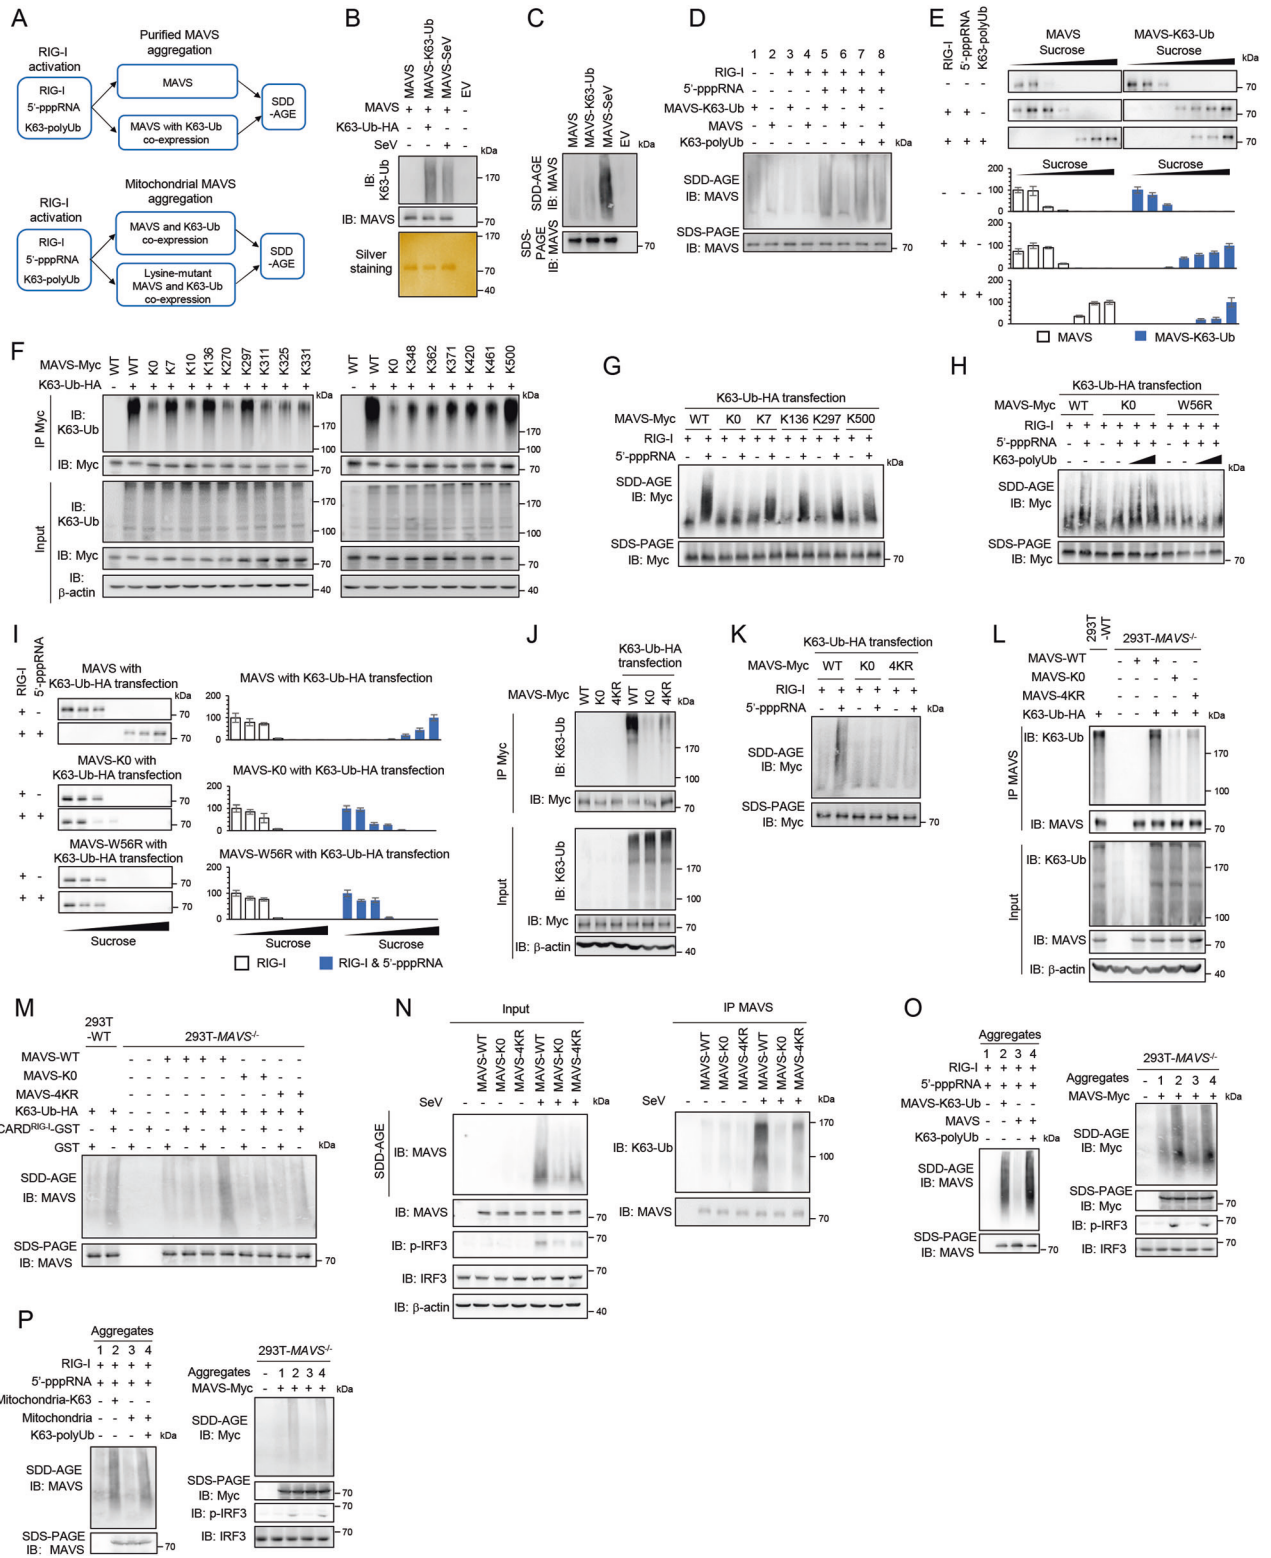 A
RIG-I
activation
RIG-I
5'-pppRNA
K63-polyUb
Purified MAVS
aggregation
MAVS
MAVS with K63-Ub
co-expression
SDD
-AGE
RIG-I
activation
RIG-I
5'-pppRNA
K63-polyUb
Mitochondrial MAVS
aggregation
MAVS and K63-Ub
co-expression
Lysine-mutant
MAVS and K63-Ub
co-expression
SDD
-AGE
B
MAVS
MAVS-K63-Ub
MAVS-SeV
EV
MAVS + + + -
K63-Ub-HA - + - -
SeV - - + -
kDa
IB:
K63-Ub
170
IB: MAVS
70
170
Silver
staining
70
40
C
MAVS
MAVS-K63-Ub
MAVS-SeV
EV
kDa
SDD-AGE
IB: MAVS
SDS-
PAGE
IB: MAVS
70
D
1 2 3 4 5 6 7 8
RIG-I - - + + + + + +
5'-pppRNA - - - - + + + +
MAVS-K63-Ub + - + - + - + -
MAVS - + - + - + - +
K63-polyUb - - - - - - + +
kDa
SDD-AGE
IB: MAVS
SDS-PAGE
IB: MAVS
70
E
RIG-I
5'-pppRNA
K63-polyUb
MAVS
Sucrose
MAVS-K63-Ub
Sucrose
kDa
- - -
70
+ + -
70
+ + +
70
Sucrose
Sucrose
- - -
200
100
0
+ + -
200
100
0
+ + +
200
100
0
MAVS
MAVS-K63-Ub
F
MAVS-Myc
WT WT K0 K7 K10 K136 K270 K297 K311 K325 K331
WT WT K0 K348 K362 K371 K420 K461 K500
K63-Ub-HA - + + + + + + + + + +
- + + + + + + + +
kDa
kDa
IP Myc
IB:
K63-Ub
170
100
170
100
IB: Myc
70
70
Input
IB:
K63-Ub
170
100
170
100
IB: Myc
70
70
IB:
β-actin
40
40
G
K63-Ub-HA transfection
MAVS-Myc WT K0 K7 K136 K297 K500
RIG-I + + + + + + + + + + + +
5'-pppRNA - + - + - + - + - + - +
kDa
SDD-AGE
IB: Myc
SDS-PAGE
IB: Myc
70
H
K63-Ub-HA transfection
MAVS-Myc WT K0 W56R
RIG-I + + + + + + + + + +
5'-pppRNA - + - + + + - + + +
K63-polyUb - - - - - -
kDa
SDD-AGE
IB: Myc
SDS-PAGE
IB: Myc
70
I
RIG-I
5'-pppRNA
MAVS with
K63-Ub-HA transfection
kDa
+ -
70
+ +
70
MAVS-K0 with
K63-Ub-HA transfection
+ -
70
+ +
70
MAVS-W56R with
K63-Ub-HA transfection
+ -
70
+ +
70
Sucrose
MAVS with K63-Ub-HA transfection
200
100
0
MAVS-K0 with K63-Ub-HA transfection
200
100
0
MAVS-W56R with K63-Ub-HA transfection
200
100
0
Sucrose
Sucrose
RIG-I
RIG-I & 5'-pppRNA
J
K63-Ub-HA
transfection
MAVS-Myc
WT K0 4KR WT K0 4KR
kDa
IP Myc
IB: K63-Ub
170
100
IB: Myc
70
Input
IB: K63-Ub
170
100
IB: Myc
70
IB: β-actin
40
K
K63-Ub-HA transfection
MAVS-Myc WT K0 4KR
RIG-I + + + + + +
5'-pppRNA - + - + - +
kDa
SDD-AGE
IB: Myc
SDS-PAGE
IB: Myc
70
L
293T
-WT
293T-MAVS-/-
MAVS-WT - - + + - -
MAVS-K0 - - - - + -
MAVS-4KR - - - - - +
K63-Ub-HA + - - + + +
kDa
IP MAVS
IB: K63-Ub
170
100
IB: MAVS
70
Input
IB: K63-Ub
170
100
IB: MAVS
70
IB: β-actin
40
M
293T
-WT
293T-MAVS-/-
MAVS-WT - - - - + + + + - - - -
MAVS-K0 - - - - - - - - + + - -
MAVS-4KR - - - - - - - - - - + +
K63-Ub-HA + + - - - - + + + + + +
CARDRIG-I-GST - + - + - + - + - + - +
GST + - + - + - + - + - + -
kDa
SDD-AGE
IB: MAVS
SDS-PAGE
IB: MAVS
70
N
Input
MAVS-WT
MAVS-K0
MAVS-4KR
MAVS-WT
MAVS-K0
MAVS-4KR
SeV - - - - + + +
SDD-AGE
IB: MAVS
IB: MAVS
70
IB: p-IRF3
70
IB: IRF3
70
IB: β-actin
40
IP MAVS
MAVS-WT
MAVS-K0
MAVS-4KR
MAVS-WT
MAVS-K0
MAVS-4KR
SeV - - - - + + +
kDa
IB: K63-Ub
170
100
IB: MAVS
70
O
Aggregates
1 2 3 4
RIG-I + + + +
5'-pppRNA + + + +
MAVS-K63-Ub - + - -
MAVS - - + +
K63-polyUb - - - +
kDa
SDD-AGE
IB: MAVS
SDS-PAGE
IB: MAVS
70
293T-MAVS-/-
Aggregates - 1 2 3 4
MAVS-Myc - + + + +
kDa
SDD-AGE
IB: Myc
SDS-PAGE
IB: Myc
70
IB: p-IRF3
70
IB: IRF3
70
P
Aggregates
1 2 3 4
RIG-I + + + +
5'-pppRNA + + + +
Mitochondria-K63 - + - -
Mitochondria - - + +
K63-polyUb - - - +
kDa
SDD-AGE
IB: MAVS
SDS-PAGE
IB: MAVS
70
293T-MAVS-/-
Aggregates - 1 2 3 4
MAVS-Myc - + + + +
kDa
SDD-AGE
IB: Myc
SDS-PAGE
IB: Myc
70
IB: p-IRF3
70
IB: IRF3
70